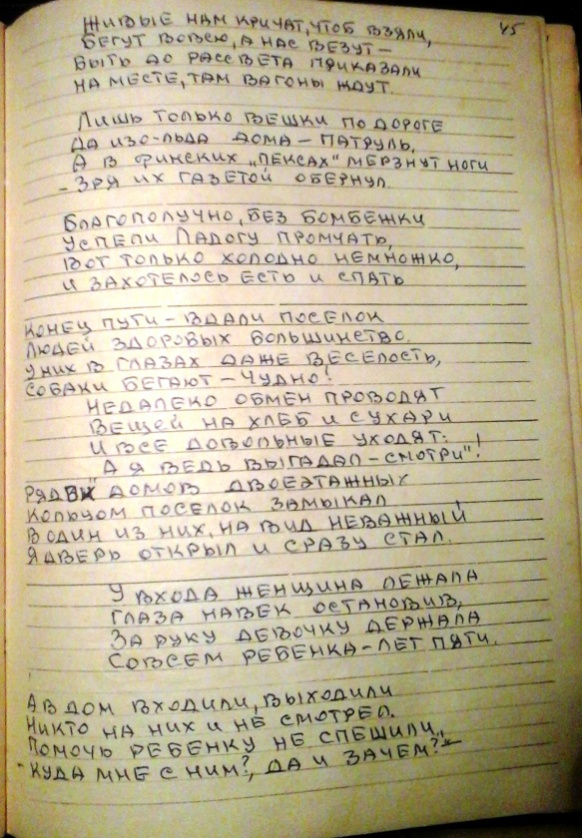 45
Живые нам кричат, чтоб взяли,
Бегут вовсю, а нас везут –
Быть до рассвета приказали
На месте, там вагоны ждут.
Лишь только вешки по дороге
Да изо-льда дома – патруль,
А в финских „пексах" мерзнут ноги
– Зря их газетой обернул.
Благополучно, без бомбежки
Успели Ладогу промчать,
Вот только холодно немножко,
И захотелось есть и спать
Конец пути – вдали поселок
Людей здоровых большинство,
У них в глазах даже веселость,
Собаки бегают – чудно!
Недалеко обмен проводят
Вещей на хлеб и сухари
И все довольные уходят:
„А я ведь выгадал – смотри"!
Ряды домов двоеэтажных
Кольцом поселок замыкал
В один из них, на вид неважный
Я дверь открыл и сразу стал.
У входа женщина лежала
Глаза навек остановив,
За руку девочку держала
Совсем ребенка – лет пяти.
А в дом входили, выходили
Никто на них и не смотрел.
Помочь ребенку не спешили,
– Куда мне с ним?, да и зачем? –